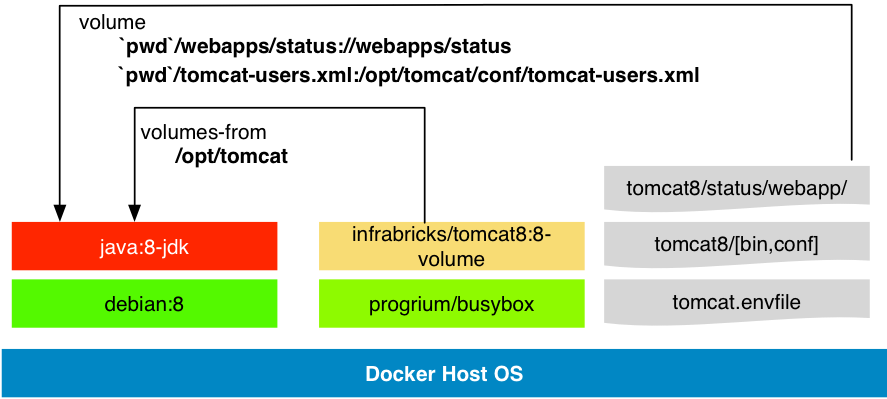 volume
`pwd`/webapps/status://webapps/status
`pwd`/tomcat-users.xml:/opt/tomcat/conf/tomcat-users.xml
volumes-from
/opt/tomcat
tomcat8/status/webapp/
java:8-jdk
infrabricks/tomcat8:8-
volume
tomcat8/[bin,conf]
debian:8
progrium/busybox
tomcat.envfile
Docker Host OS